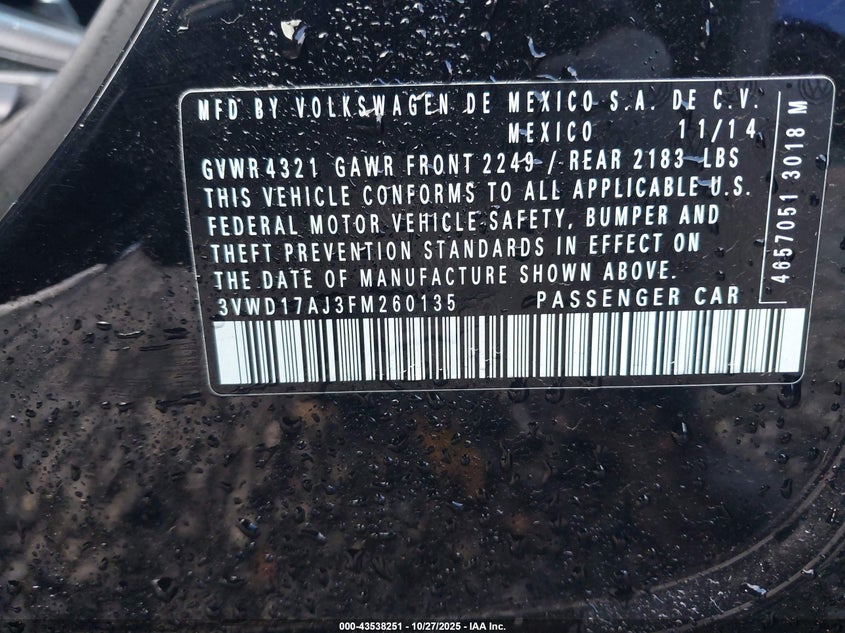 MFD BY VOLKSWAGEN DE MEXICO S.A. DE C.V.
MEXICO 11/14
GVWR 4321 GAWR FRONT 2249 / REAR 2183 LBS
THIS VEHICLE CONFORMS TO ALL APPLICABLE U.S.
FEDERAL MOTOR VEHICLE SAFETY, BUMPER AND
THEFT PREVENTION STANDARDS IN EFFECT ON
THE DATE OF MANUFACTURE SHOWN ABOVE.
3VWD17AJ3FM260135 PASSENGER CAR
4657051 3018 M
000-43538251 - 10/27/2025 - IAA Inc.